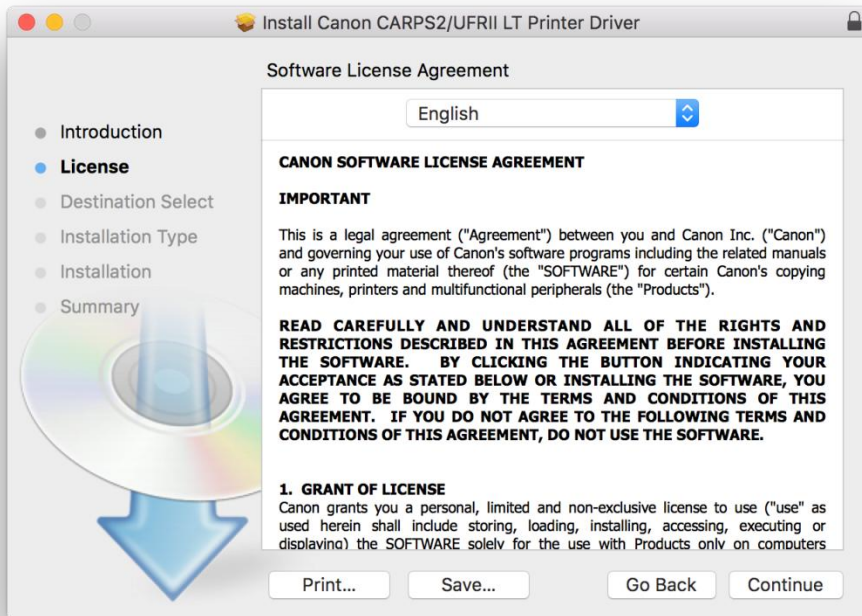 Install Canon CARPS2/UFRII LT Printer Driver
Software License Agreement
Introduction
License
Destination Select
Installation Type
Installation
Summary
English
CANON SOFTWARE LICENSE AGREEMENT
IMPORTANT
This is a legal agreement ("Agreement") between you and Canon Inc. ("Canon")
and governing your use of Canon's software programs including the related manuals
or any printed material thereof (the "SOFTWARE") for certain Canon's copying
machines, printers and multifunctional peripherals (the "Products").
READ CAREFULLY AND UNDERSTAND ALL OF THE RIGHTS AND
RESTRICTIONS DESCRIBED IN THIS AGREEMENT BEFORE INSTALLING
THE SOFTWARE. BY CLICKING THE BUTTON INDICATING YOUR
ACCEPTANCE AS STATED BELOW OR INSTALLING THE SOFTWARE, YOU
AGREE TO BE BOUND BY THE TERMS AND CONDITIONS OF THIS
AGREEMENT. IF YOU DO NOT AGREE TO THE FOLLOWING TERMS AND
CONDITIONS OF THIS AGREEMENT, DO NOT USE THE SOFTWARE.
1. GRANT OF LICENSE
Canon grants you a personal, limited and non-exclusive license to use ("use" as
used herein shall include storing, loading, installing, accessing, executing or
displaying) the SOFTWARE solely for the use with Products only on computers
Print...
Save...
Go Back
Continue